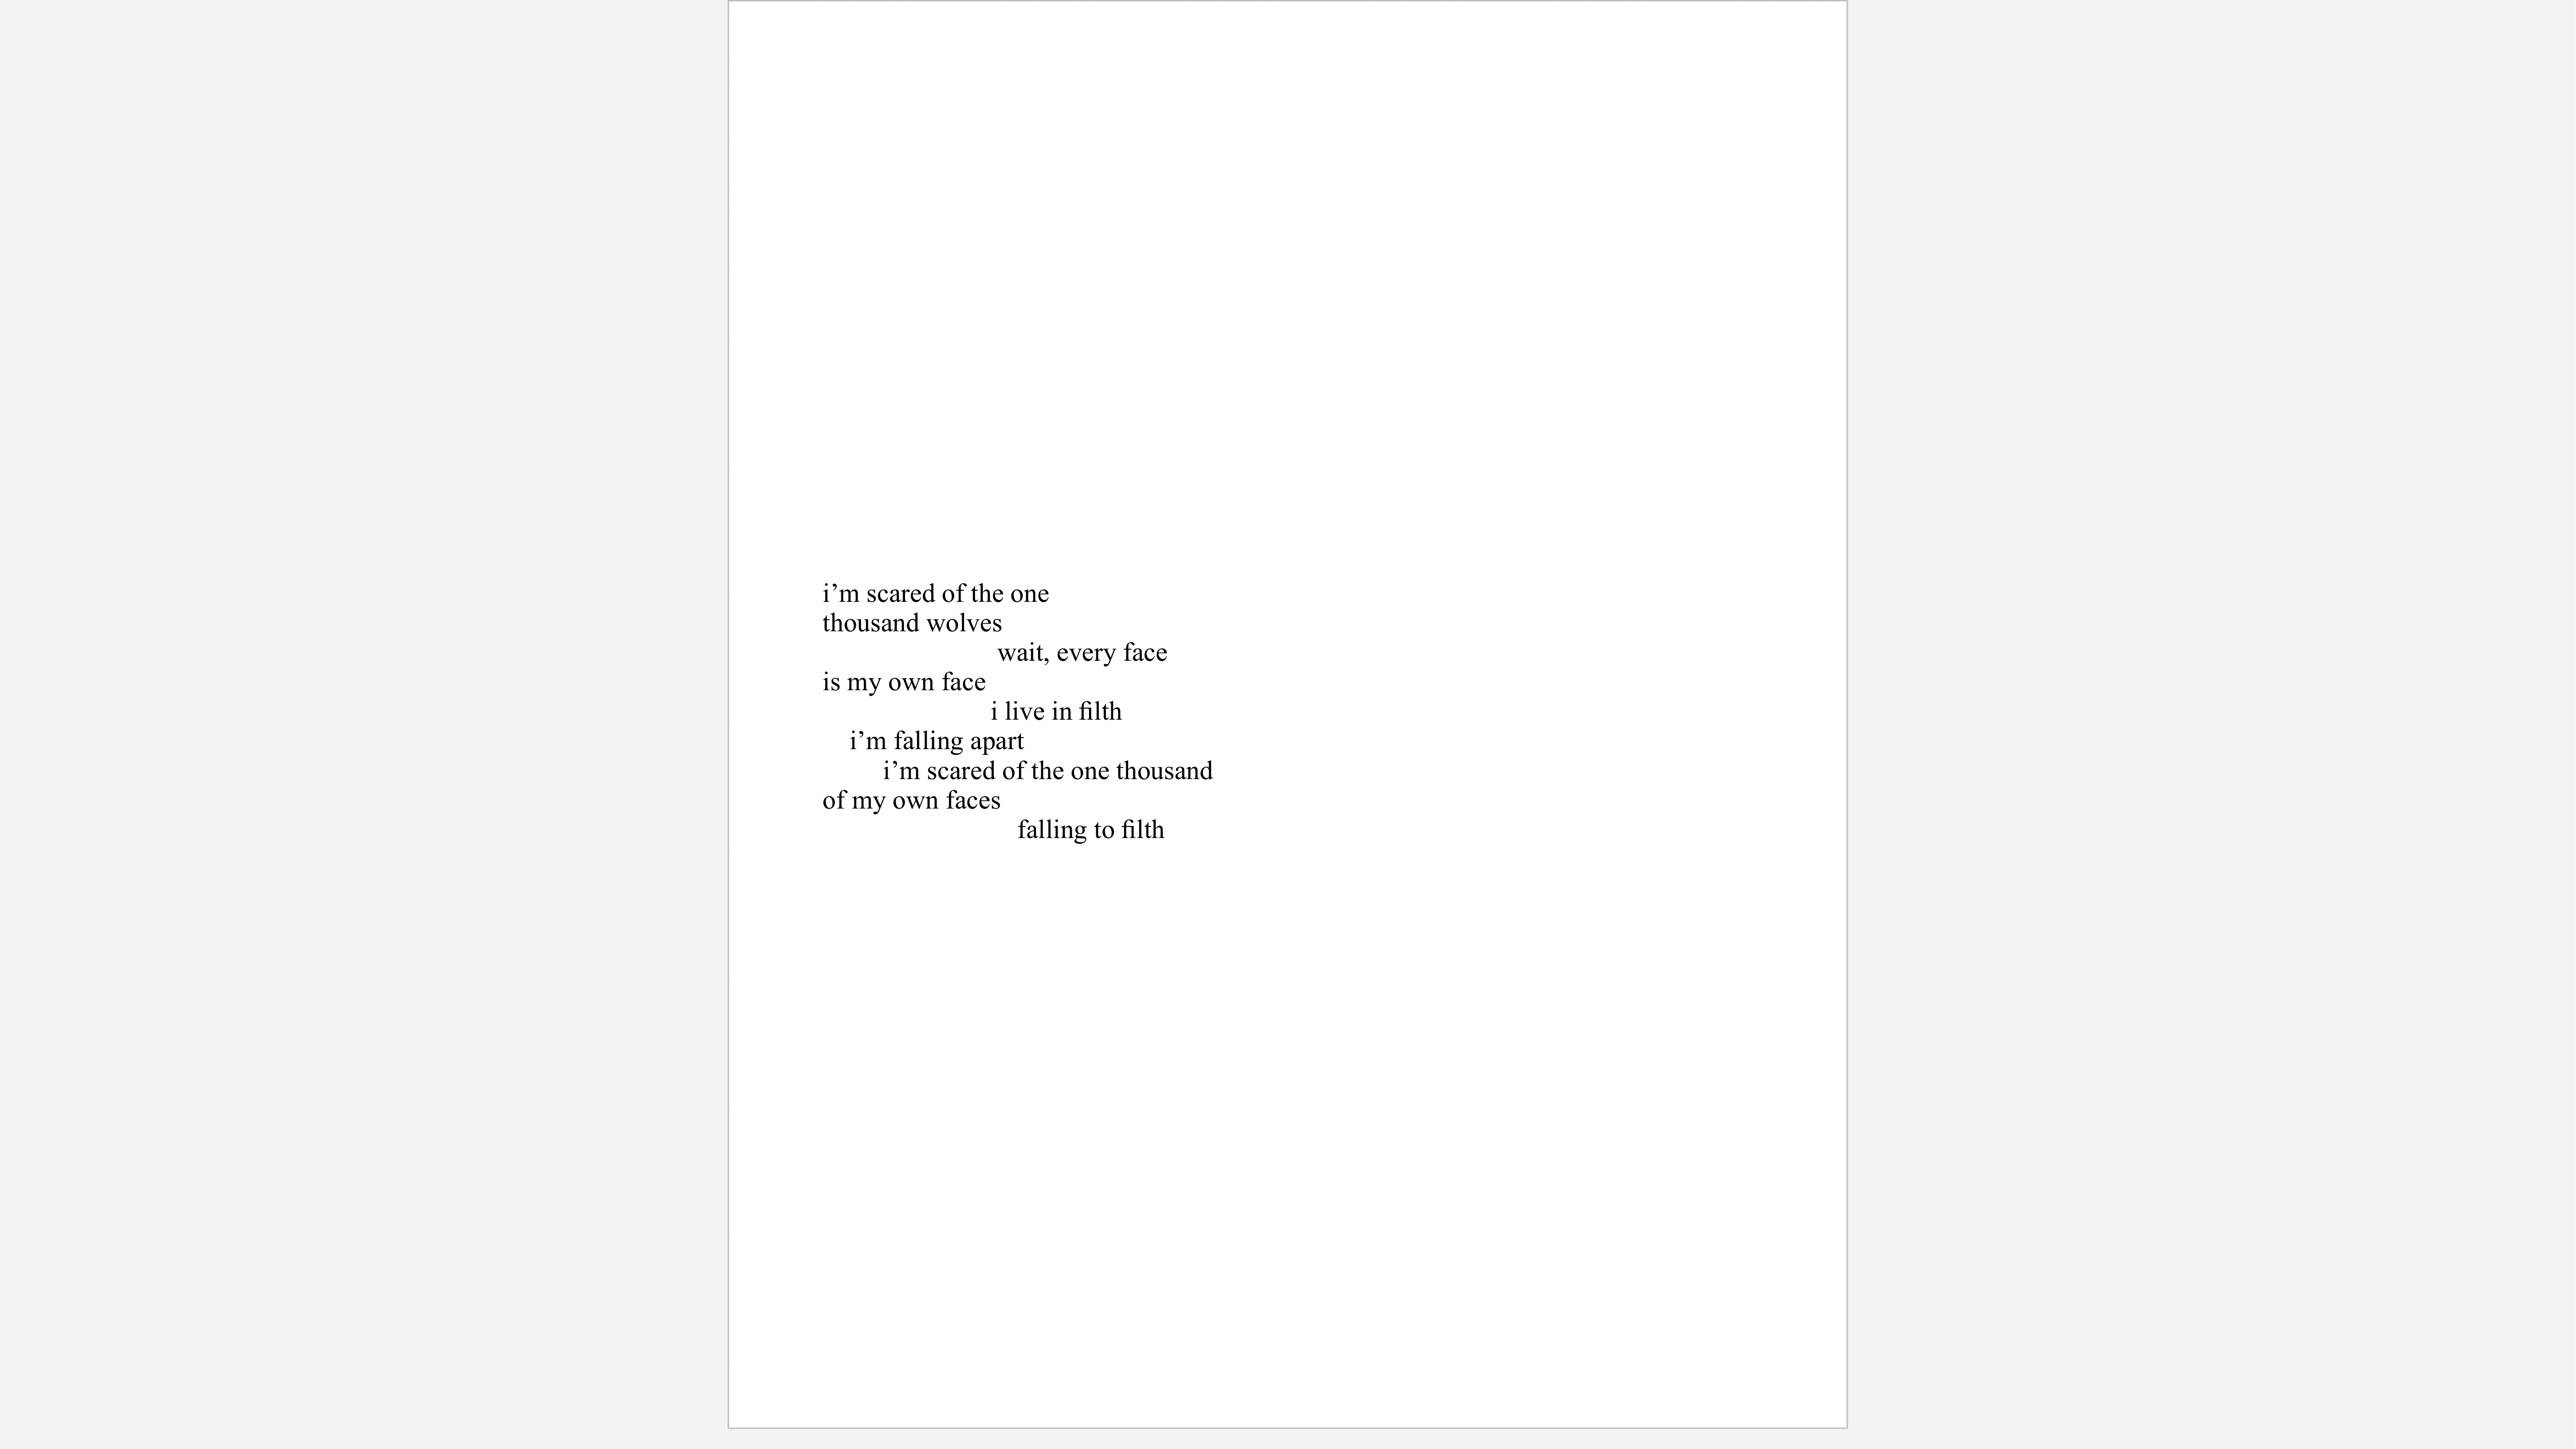 i’m scared of the one
thousand wolves
wait, every face
is my own face
i live in filth
i’m falling apart
i’m scared of the one thousand
of my own faces
falling to filth